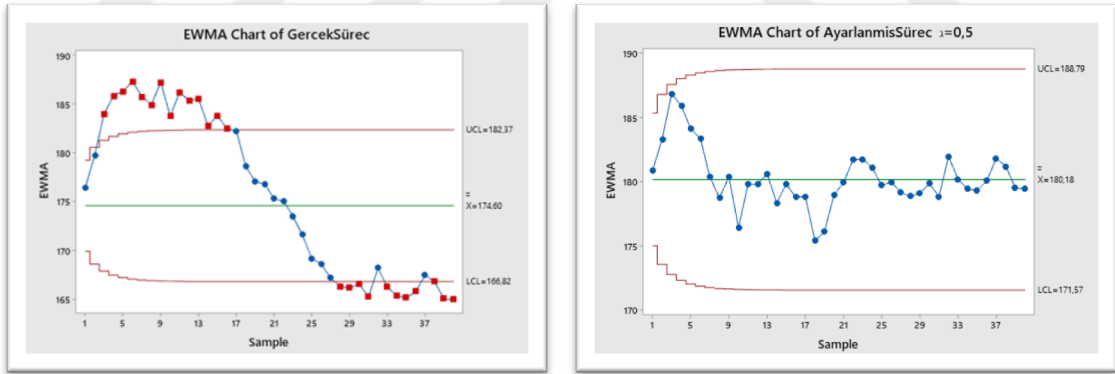 EWMA Chart of GercekSürec
190
185
180
175
170
165
EWMA
UCL=182,37
=
X=174,60
LCL=166,82
1 5 9 13 17 21 25 29 33 37
Sample
EWMA Chart of AyarlanmisSürec λ=0,5
190
185
180
175
170
EWMA
UCL=188,79
=
X=180,18
LCL=171,57
1 5 9 13 17 21 25 29 33 37
Sample